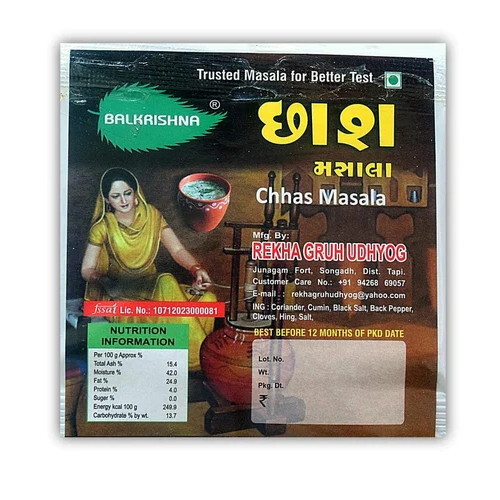 Trusted Masala for Better Test
BALKRISHNA ®
છાશ
મસાલા
Chhas Masala
Mfg. By:
REKHA GRUH UDHYOG
Junagam Fort, Songadh, Dist. Tapi.
Customer Care No.: +91 94268 69057
E-mail : rekhagruhudhyog@yahoo.com
ING : Coriander, Cumin, Black Salt, Back Pepper,
Cloves, Hing, Salt,
BEST BEFORE 12 MONTHS OF PKD DATE
fssai Lic. No.: 10712023000081
NUTRITION
INFORMATION
Per 100 g Approx %
Total Ash % 15.4
Moisture % 42.0
Fat % 24.9
Protein % 4.0
Sugar % 0.0
Energy kcal 100 g 249.9
Carbohydrate % by wt. 13.7
Lot. No.
Wt.
Pkg. Dt.
₹